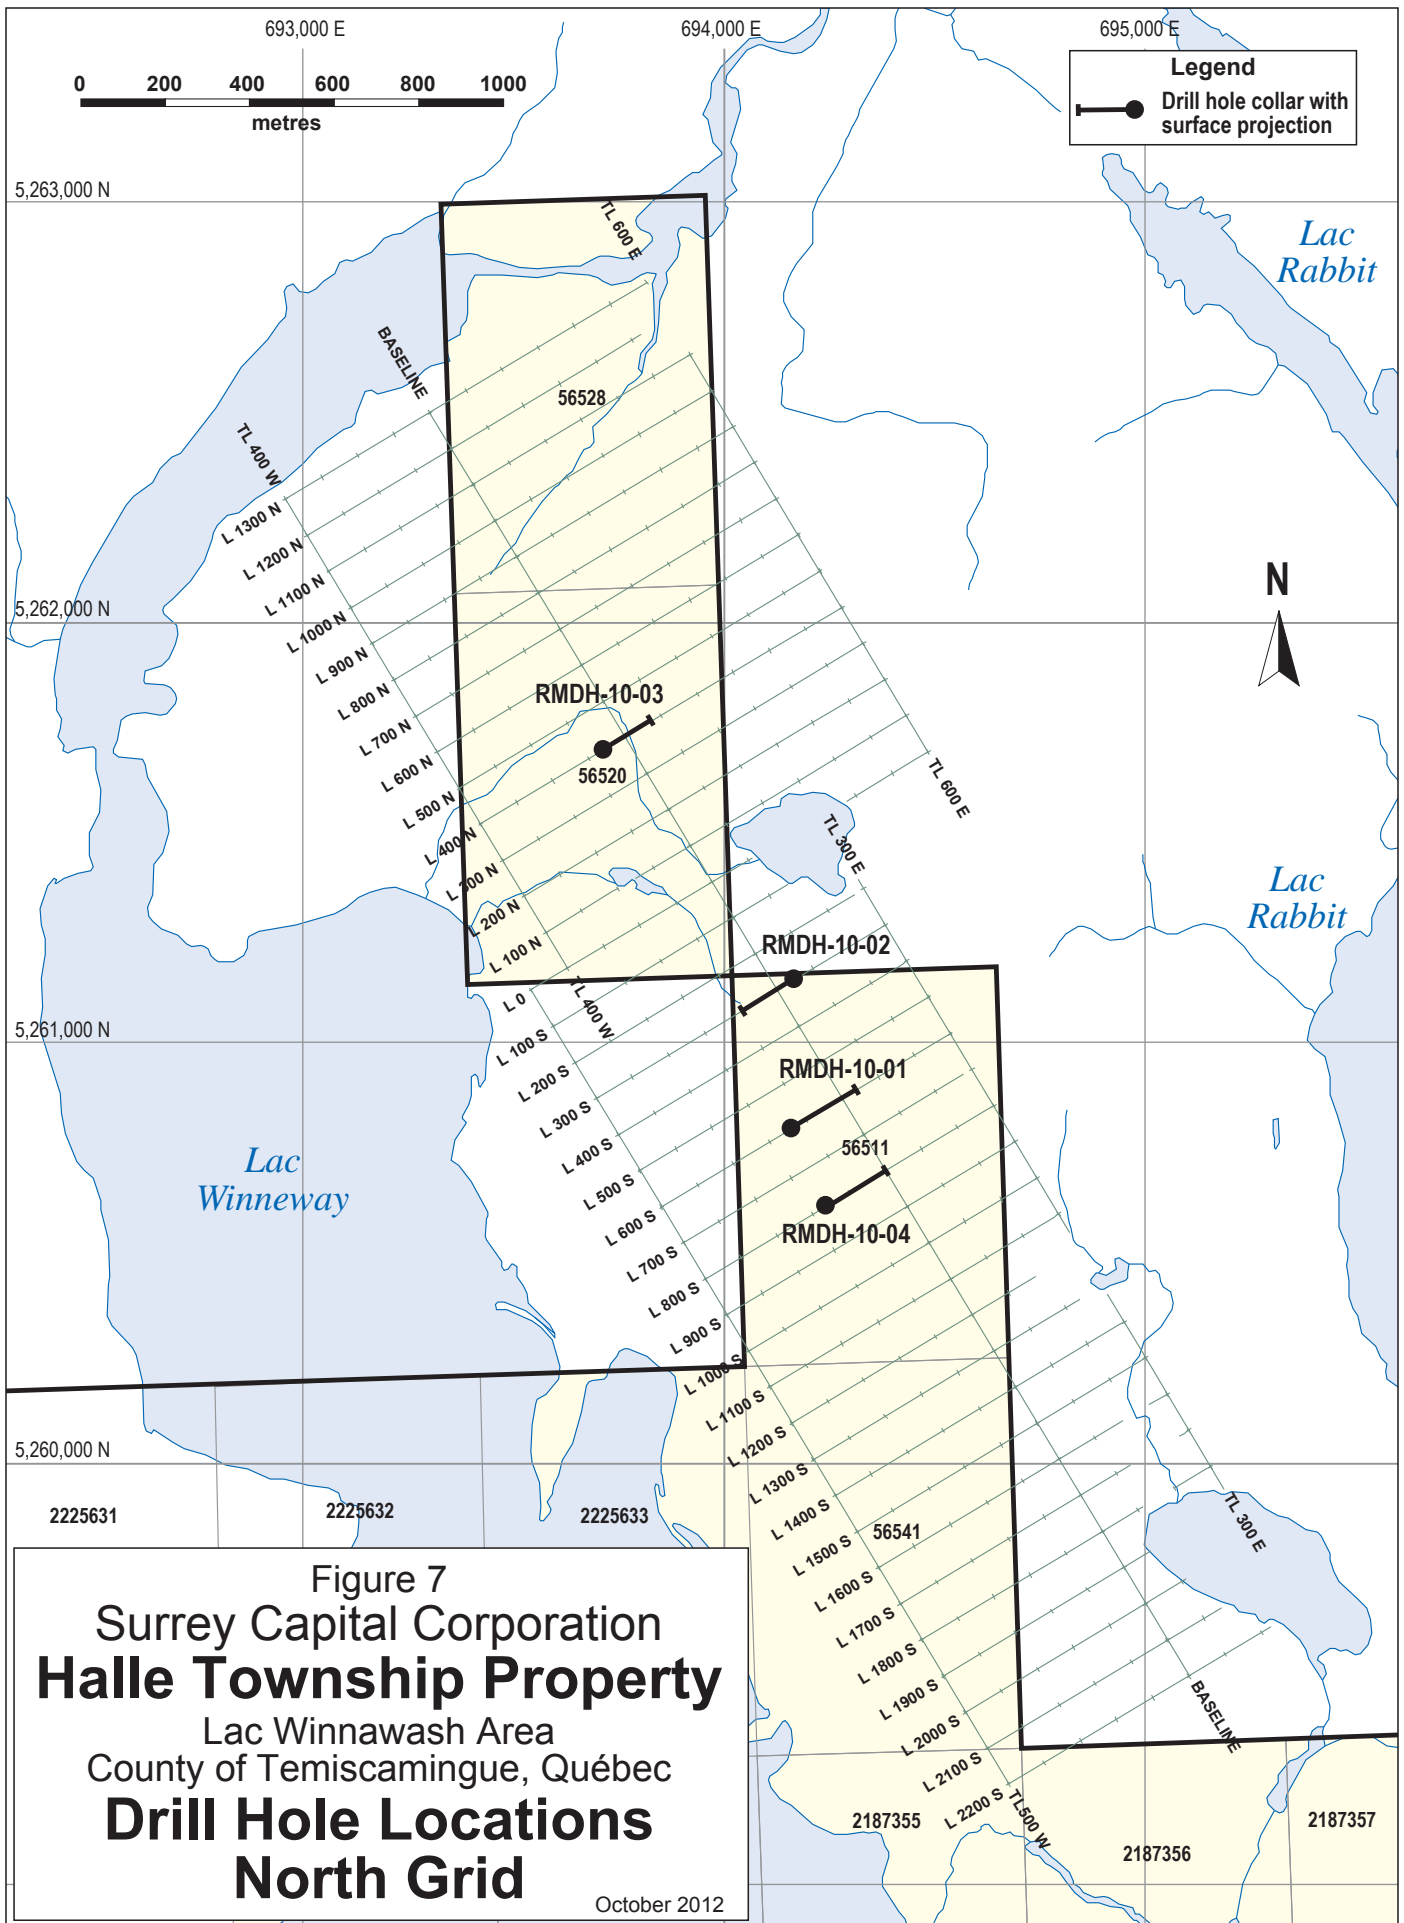 693,000 E
694,000 E
695,000 E
0 200 400 600 800 1000
metres
Legend
Drill hole collar with
surface projection
5,263,000 N
TL 600 E
Lac
Rabbit
BASELINE
56528
TL 400 W
L 1300 N
L 1200 N
L 1100 N
L 1000 N
L 900 N
L 800 N
L 700 N
L 600 N
L 500 N
L 400 N
L 300 N
L 200 N
L 100 N
L 0
5,262,000 N
N
RMDH-10-03
56520
TL 600 E
TL 300 E
Lac
Rabbit
RMDH-10-02
TL 400 W
5,261,000 N
L 100 S
L 200 S
L 300 S
L 400 S
L 500 S
L 600 S
L 700 S
L 800 S
L 900 S
L 1000 S
L 1100 S
L 1200 S
L 1300 S
L 1400 S
L 1500 S
L 1600 S
L 1700 S
L 1800 S
L 1900 S
L 2000 S
L 2100 S
L 2200 S
RMDH-10-01
56511
RMDH-10-04
Lac
Winneway
5,260,000 N
2225631
2225632
2225633
56541
TL 300 E
BASELINE
TL500 W
2187355
2187356
2187357
Figure 7
Surrey Capital Corporation
Halle Township Property
Lac Winnawash Area
County of Temiscamingue, Québec
Drill Hole Locations
North Grid
October 2012